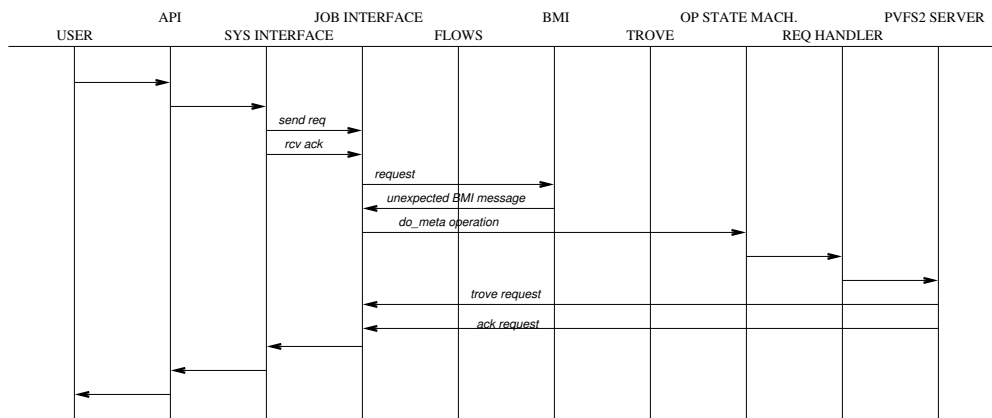 API JOB INTERFACE BMI OP STATE MACH. PVFS2 SERVER
USER SYS INTERFACE FLOWS TROVE REQ HANDLER
send req
rcv ack
request
unexpected BMI message
do_meta operation
trove request
ack request